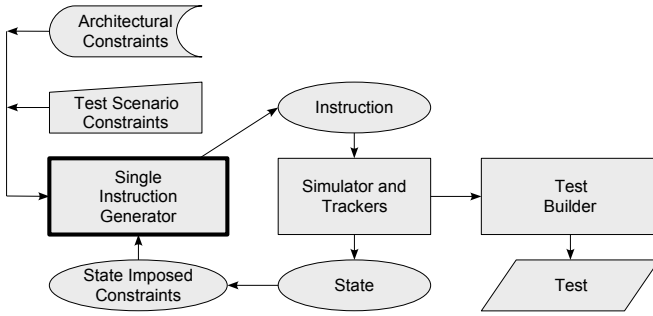 Architectural
Constraints
Test Scenario
Constraints
Instruction
Single
Instruction
Generator
Simulator and
Trackers
Test
Builder
State Imposed
Constraints
State
Test